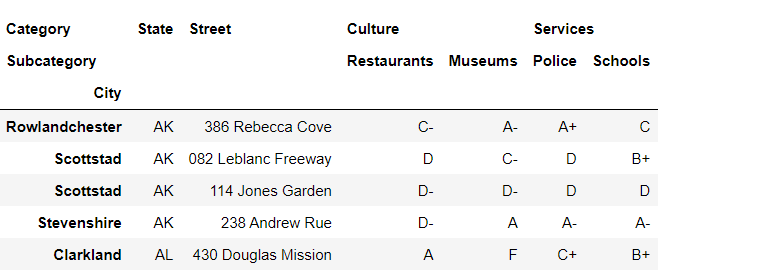 Category State Street Culture Services
Subcategory Restaurants Museums Police Schools
City
Rowlandchester AK 386 Rebecca Cove C- A- A+ C
Scottstad AK 082 Leblanc Freeway D C- D B+
Scottstad AK 114 Jones Garden D- D- D D
Stevenshire AK 238 Andrew Rue D- A A- A-
Clarkland AL 430 Douglas Mission A F C+ B+